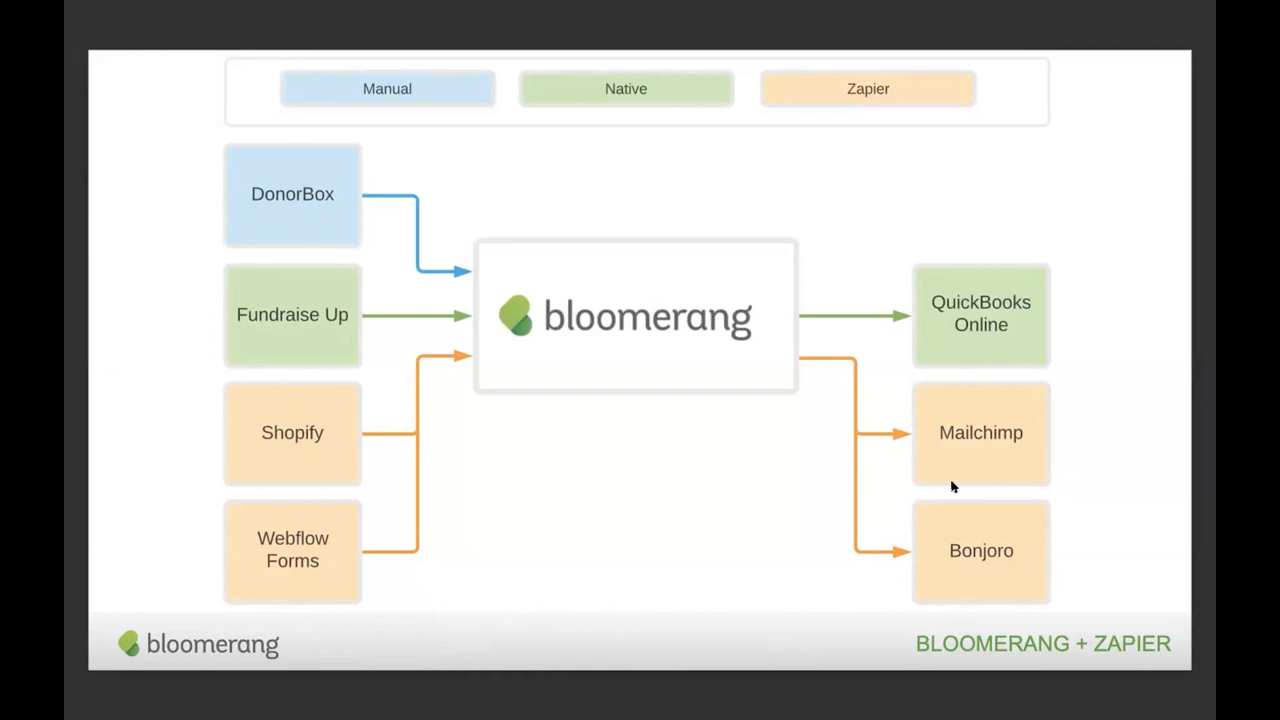 Manual
Native
Zapier
DonorBox
Fundraise Up
bloomerang
QuickBooks
Online
Shopify
Mailchimp
Webflow
Forms
Bonjoro
bloomerang
BLOOMERANG + ZAPIER